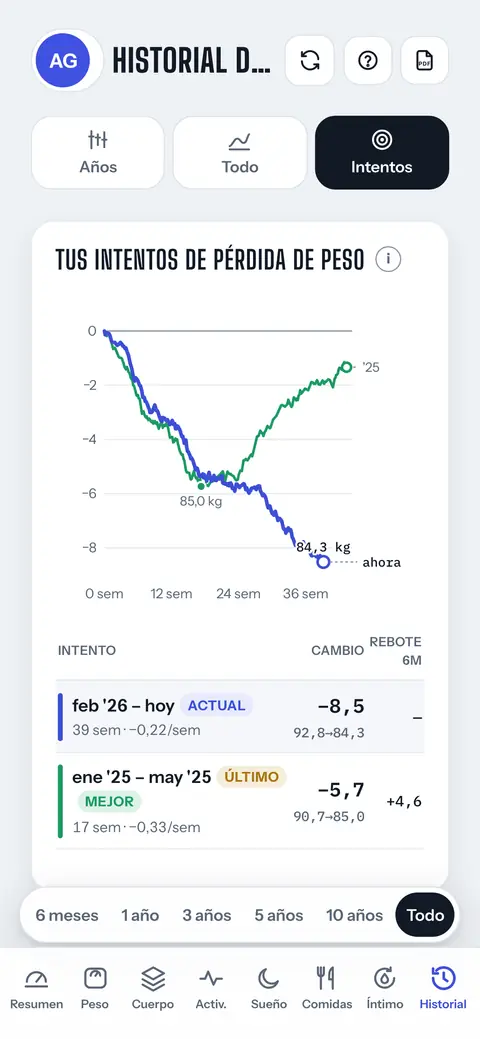 AG
HISTORIAL D...
PDF
Años
Todo
Intentos
TUS INTENTOS DE PÉRDIDA DE PESO
i
0
−2
−4
−6
−8
'25
85,0 kg
84,3 kg
ahora
0 sem
12 sem
24 sem
36 sem
INTENTO
CAMBIO
REBOTE
6M
feb '26 – hoy ACTUAL
−8,5
–
39 sem · −0,22/sem
92,8→84,3
ene '25 – may '25 ÚLTIMO
MEJOR
−5,7
+4,6
17 sem · −0,33/sem
90,7→85,0
6 meses
1 año
3 años
5 años
10 años
Todo
Resumen
Peso
Cuerpo
Activ.
Sueño
Comidas
Íntimo
Historial